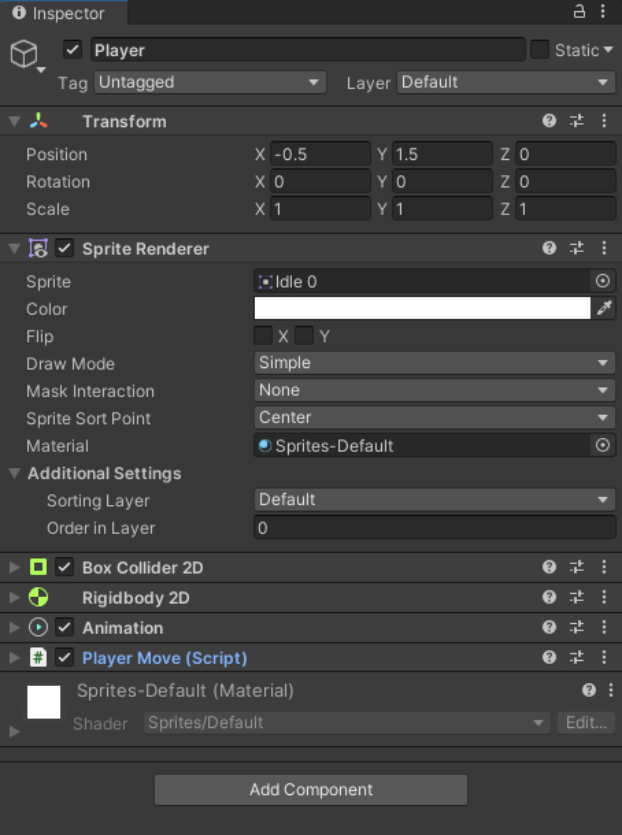 Inspector
Player
Static
Tag Untagged Layer Default
Transform
Position X -0.5 Y 1.5 Z 0
Rotation X 0 Y 0 Z 0
Scale X 1 Y 1 Z 1
Sprite Renderer
Sprite Idle 0
Color
Flip X Y
Draw Mode Simple
Mask Interaction None
Sprite Sort Point Center
Material Sprites-Default
Additional Settings
Sorting Layer Default
Order in Layer 0
Box Collider 2D
Rigidbody 2D
Animation
# Player Move (Script)
Sprites-Default (Material)
Shader Sprites/Default Edit...
Add Component